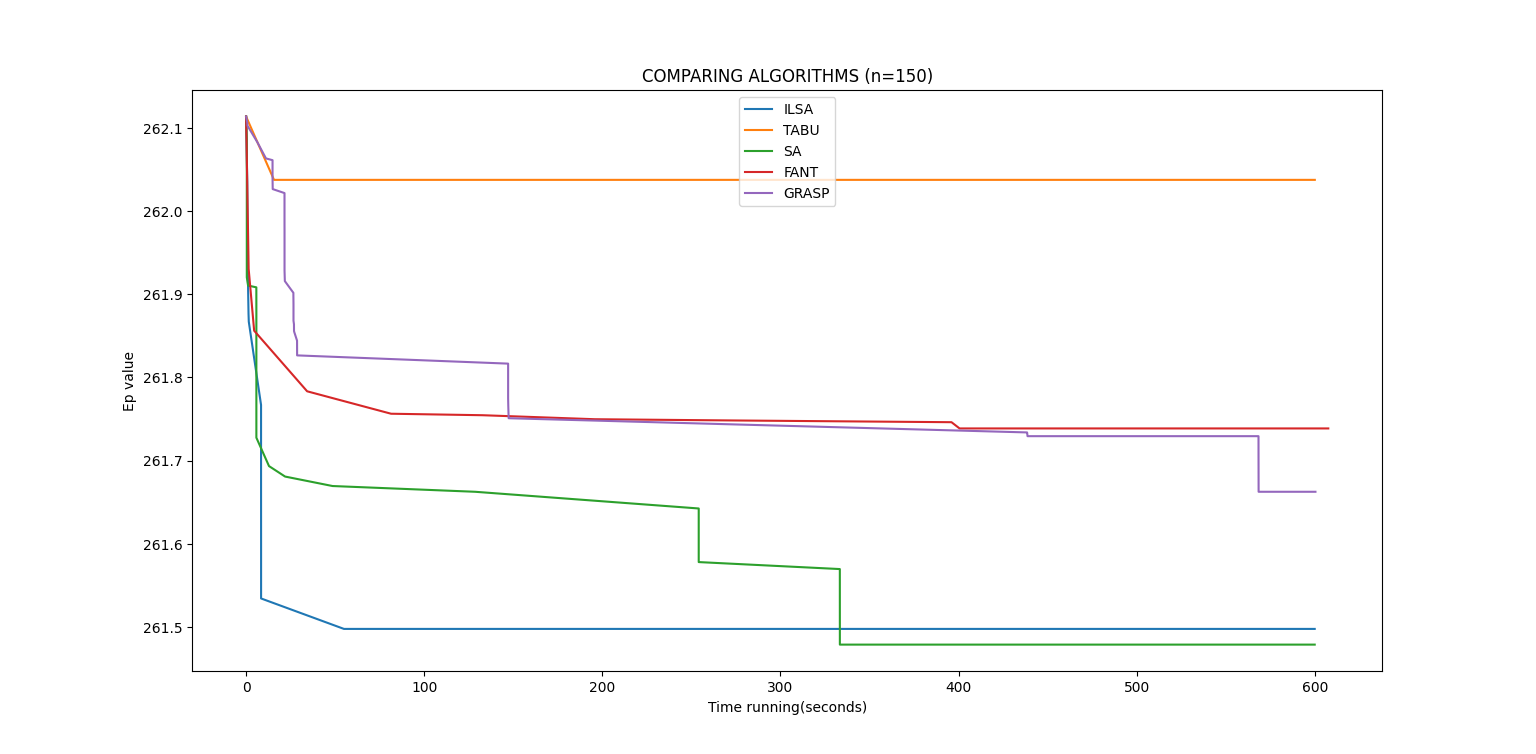 COMPARING ALGORITHMS (n=150)
ILSA
TABU
SA
FANT
GRASP
262.1
262.0
261.9
261.8
261.7
261.6
261.5
Ep value
0 100 200 300 400 500 600
Time running(seconds)